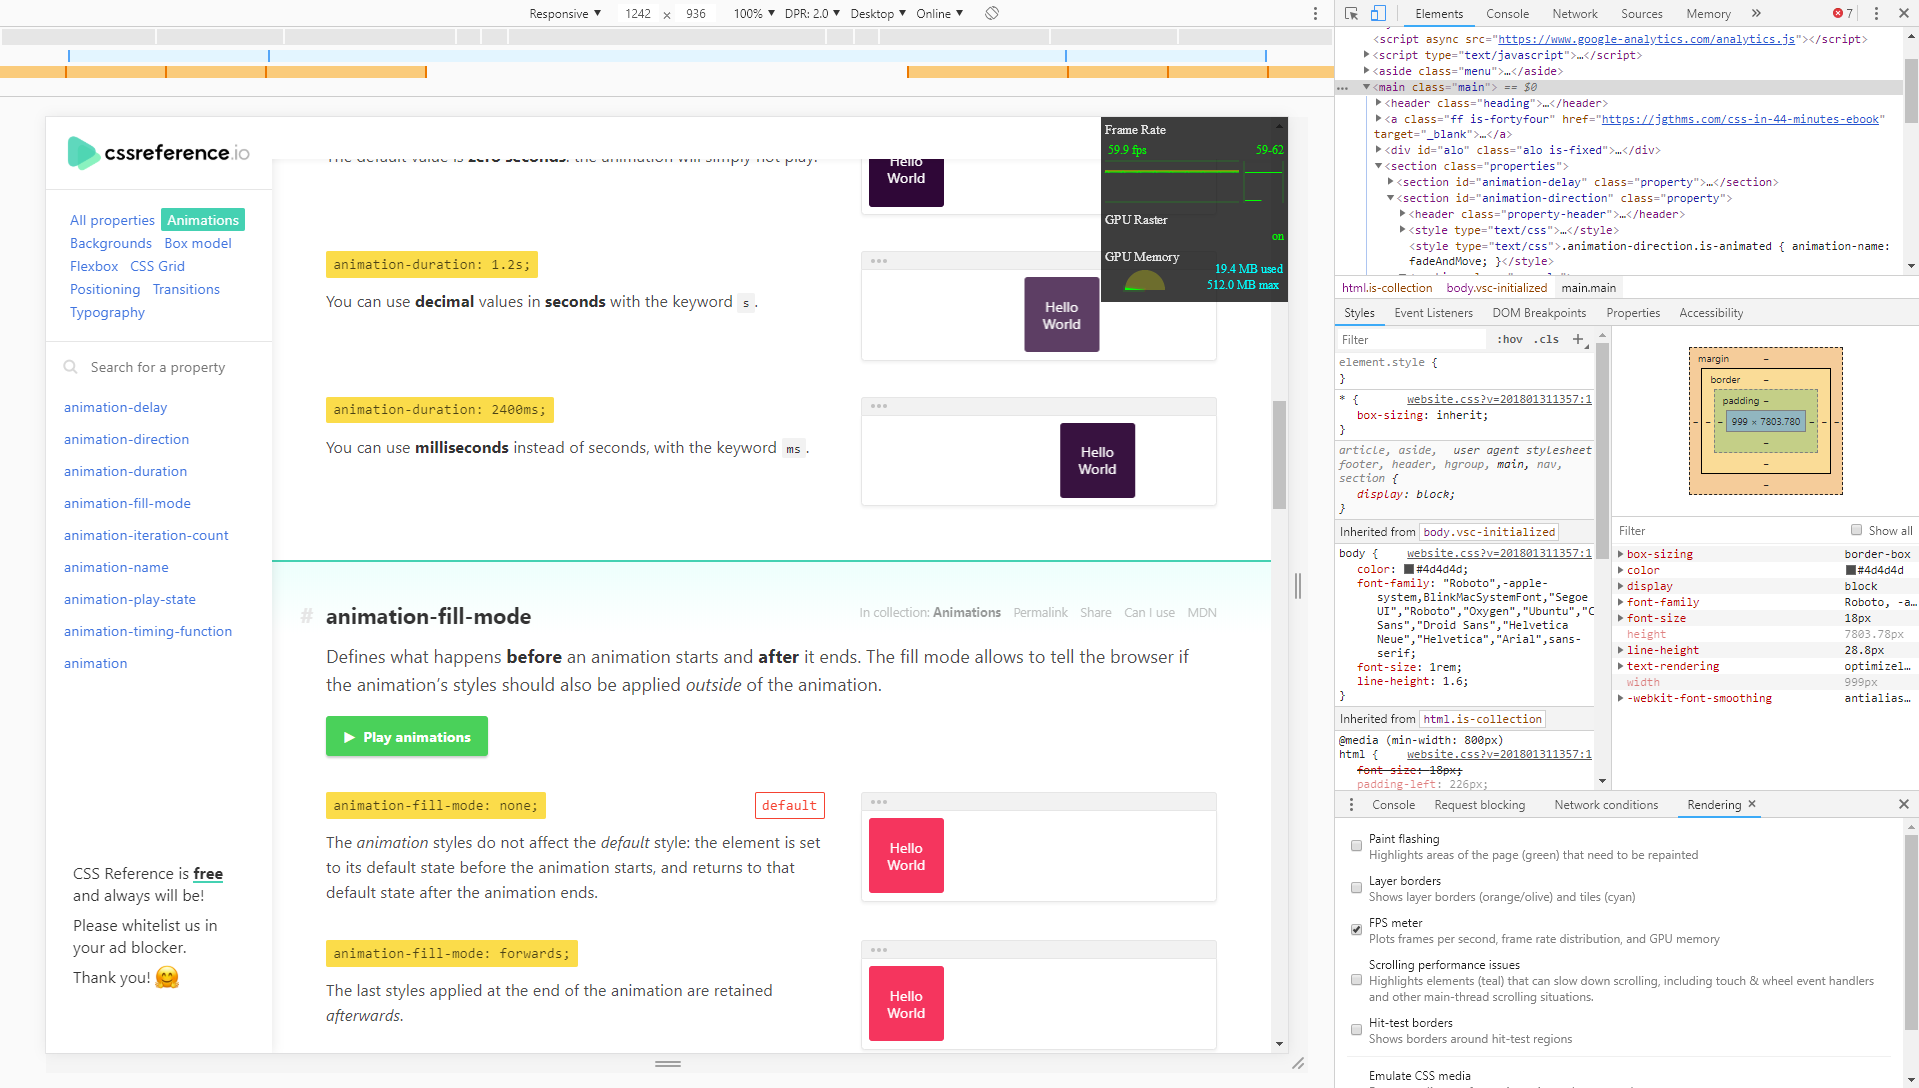 Responsive ▼ 1242 × 936 100% ▼ DPR: 2.0 ▼ Desktop ▼ Online ▼
cssreference.io
All properties Animations
Backgrounds Box model
Flexbox CSS Grid
Positioning Transitions
Typography
Search for a property
animation-delay
animation-direction
animation-duration
animation-fill-mode
animation-iteration-count
animation-name
animation-play-state
animation-timing-function
animation
CSS Reference is free
and always will be!
Please whitelist us in
your ad blocker.
Thank you! 🤗
The default value is zero seconds: the animation will simply not play.
Hello
World
animation-duration: 1.2s;
You can use decimal values in seconds with the keyword s.
Hello
World
animation-duration: 2400ms;
You can use milliseconds instead of seconds, with the keyword ms.
Hello
World
# animation-fill-mode
In collection: Animations Permalink Share Can I use MDN
Defines what happens before an animation starts and after it ends. The fill mode allows to tell the browser if
the animation's styles should also be applied outside of the animation.
▶ Play animations
animation-fill-mode: none;
default
The animation styles do not affect the default style: the element is set
to its default state before the animation starts, and returns to that
default state after the animation ends.
Hello
World
animation-fill-mode: forwards;
The last styles applied at the end of the animation are retained
afterwards.
Hello
World
Frame Rate
59.9 fps 59-62
GPU Raster
on
GPU Memory
19.4 MB used
512.0 MB max
Elements Console Network Sources Memory » 7
<script async src="https://www.google-analytics.com/analytics.js"></script>
<script type="text/javascript">…</script>
<aside class="menu">…</aside>
<main class="main"> == $0
<header class="heading">…</header>
<a class="ff is-fortyfour" href="https://jgthms.com/css-in-44-minutes-ebook"
target="_blank">…</a>
<div id="alo" class="alo is-fixed">…</div>
<section class="properties">
<section id="animation-delay" class="property">…</section>
<section id="animation-direction" class="property">
<header class="property-header">…</header>
<style type="text/css">…</style>
<style type="text/css">.animation-direction.is-animated { animation-name:
fadeAndMove; }</style>
html.is-collection body.vsc-initialized main.main
Styles Event Listeners DOM Breakpoints Properties Accessibility
Filter :hov .cls +
element.style {
}
* { website.css?v=201801311357:1
box-sizing: inherit;
}
article, aside, user agent stylesheet
footer, header, hgroup, main, nav,
section {
display: block;
}
Inherited from body.vsc-initialized
body { website.css?v=201801311357:1
color: #4d4d4d;
font-family: "Roboto",-apple-
system,BlinkMacSystemFont,"Segoe
UI","Roboto","Oxygen","Ubuntu","C
Sans","Droid Sans","Helvetica
Neue","Helvetica","Arial",sans-
serif;
font-size: 1rem;
line-height: 1.6;
}
Inherited from html.is-collection
@media (min-width: 800px)
html { website.css?v=201801311357:1
font-size: 18px;
padding-left: 226px;
margin –
border –
padding –
– – – 999 × 7803.780 – – –
–
–
–
Filter Show all
box-sizing border-box
color #4d4d4d
display block
font-family Roboto, -a…
font-size 18px
height 7803.78px
line-height 28.8px
text-rendering optimizel…
width 999px
-webkit-font-smoothing antialias…
Console Request blocking Network conditions Rendering ×
Paint flashing
Highlights areas of the page (green) that need to be repainted
Layer borders
Shows layer borders (orange/olive) and tiles (cyan)
FPS meter
Plots frames per second, frame rate distribution, and GPU memory
Scrolling performance issues
Highlights elements (teal) that can slow down scrolling, including touch & wheel event handlers
and other main-thread scrolling situations.
Hit-test borders
Shows borders around hit-test regions
Emulate CSS media